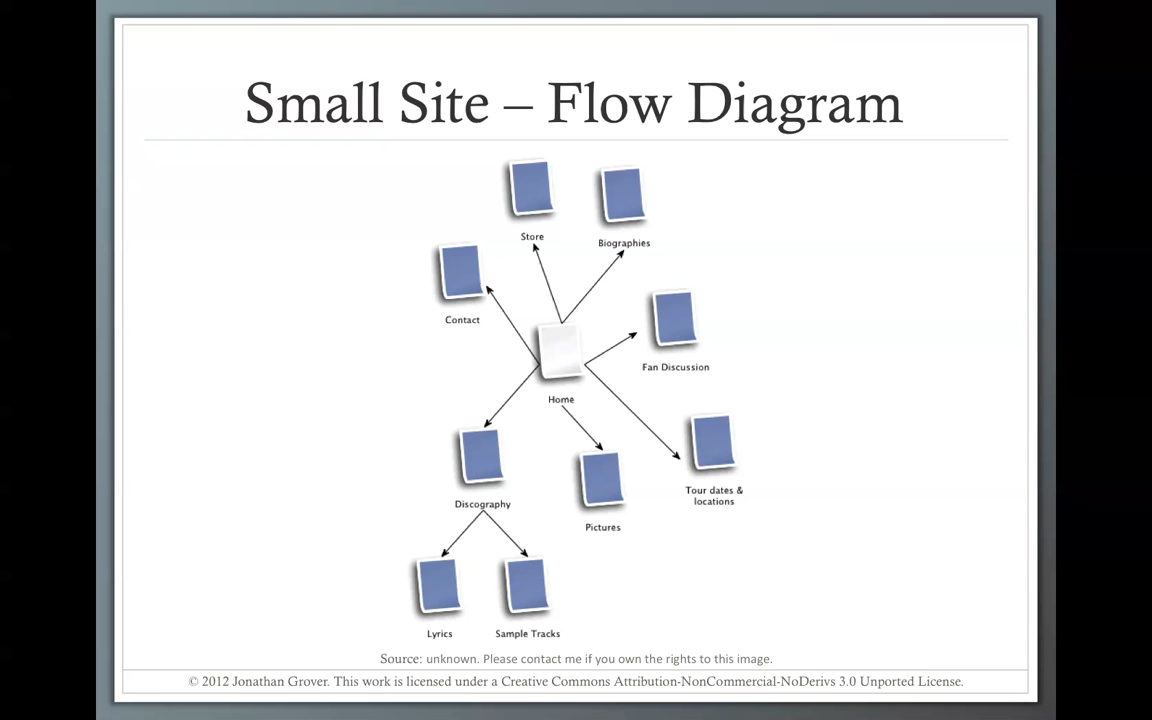 Small Site – Flow Diagram
Store
Biographies
Contact
Fan Discussion
Home
Tour dates &
locations
Discography
Pictures
Lyrics
Sample Tracks
Source: unknown. Please contact me if you own the rights to this image.
© 2012 Jonathan Grover. This work is licensed under a Creative Commons Attribution-NonCommercial-NoDerivs 3.0 Unported License.